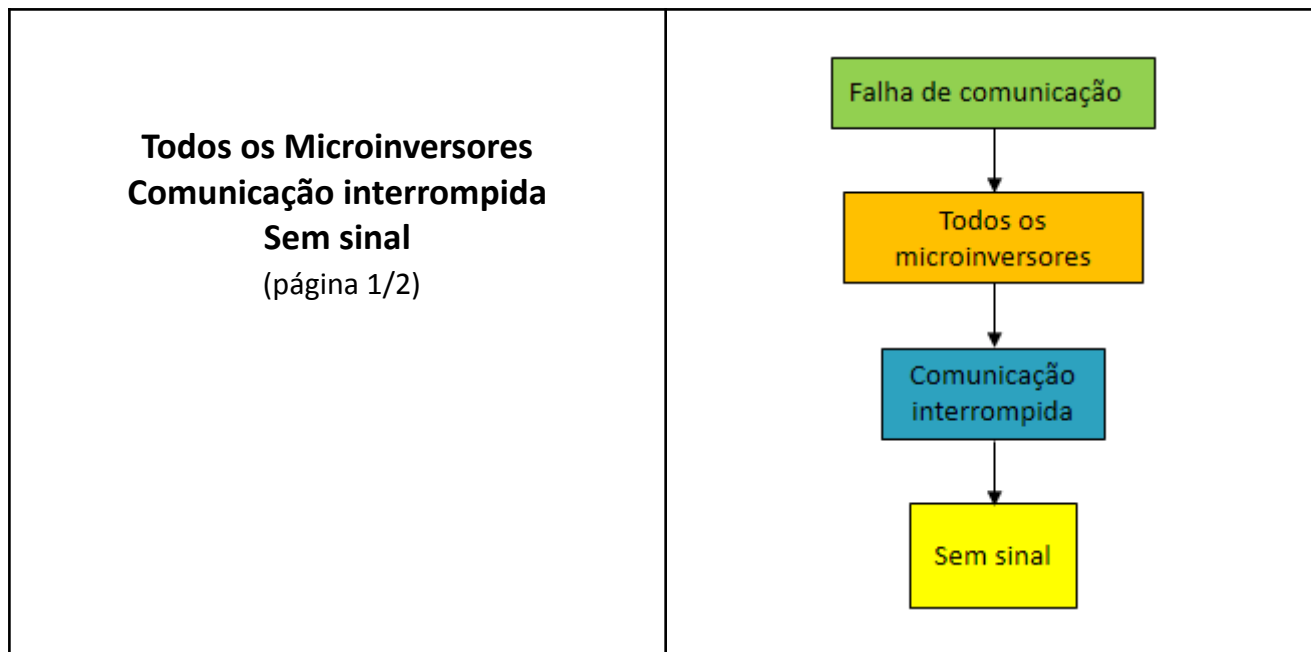 Todos os Microinversores
Comunicação interrompida
Sem sinal
(página 1/2)
Falha de comunicação
Todos os
microinversores
Comunicação
interrompida
Sem sinal